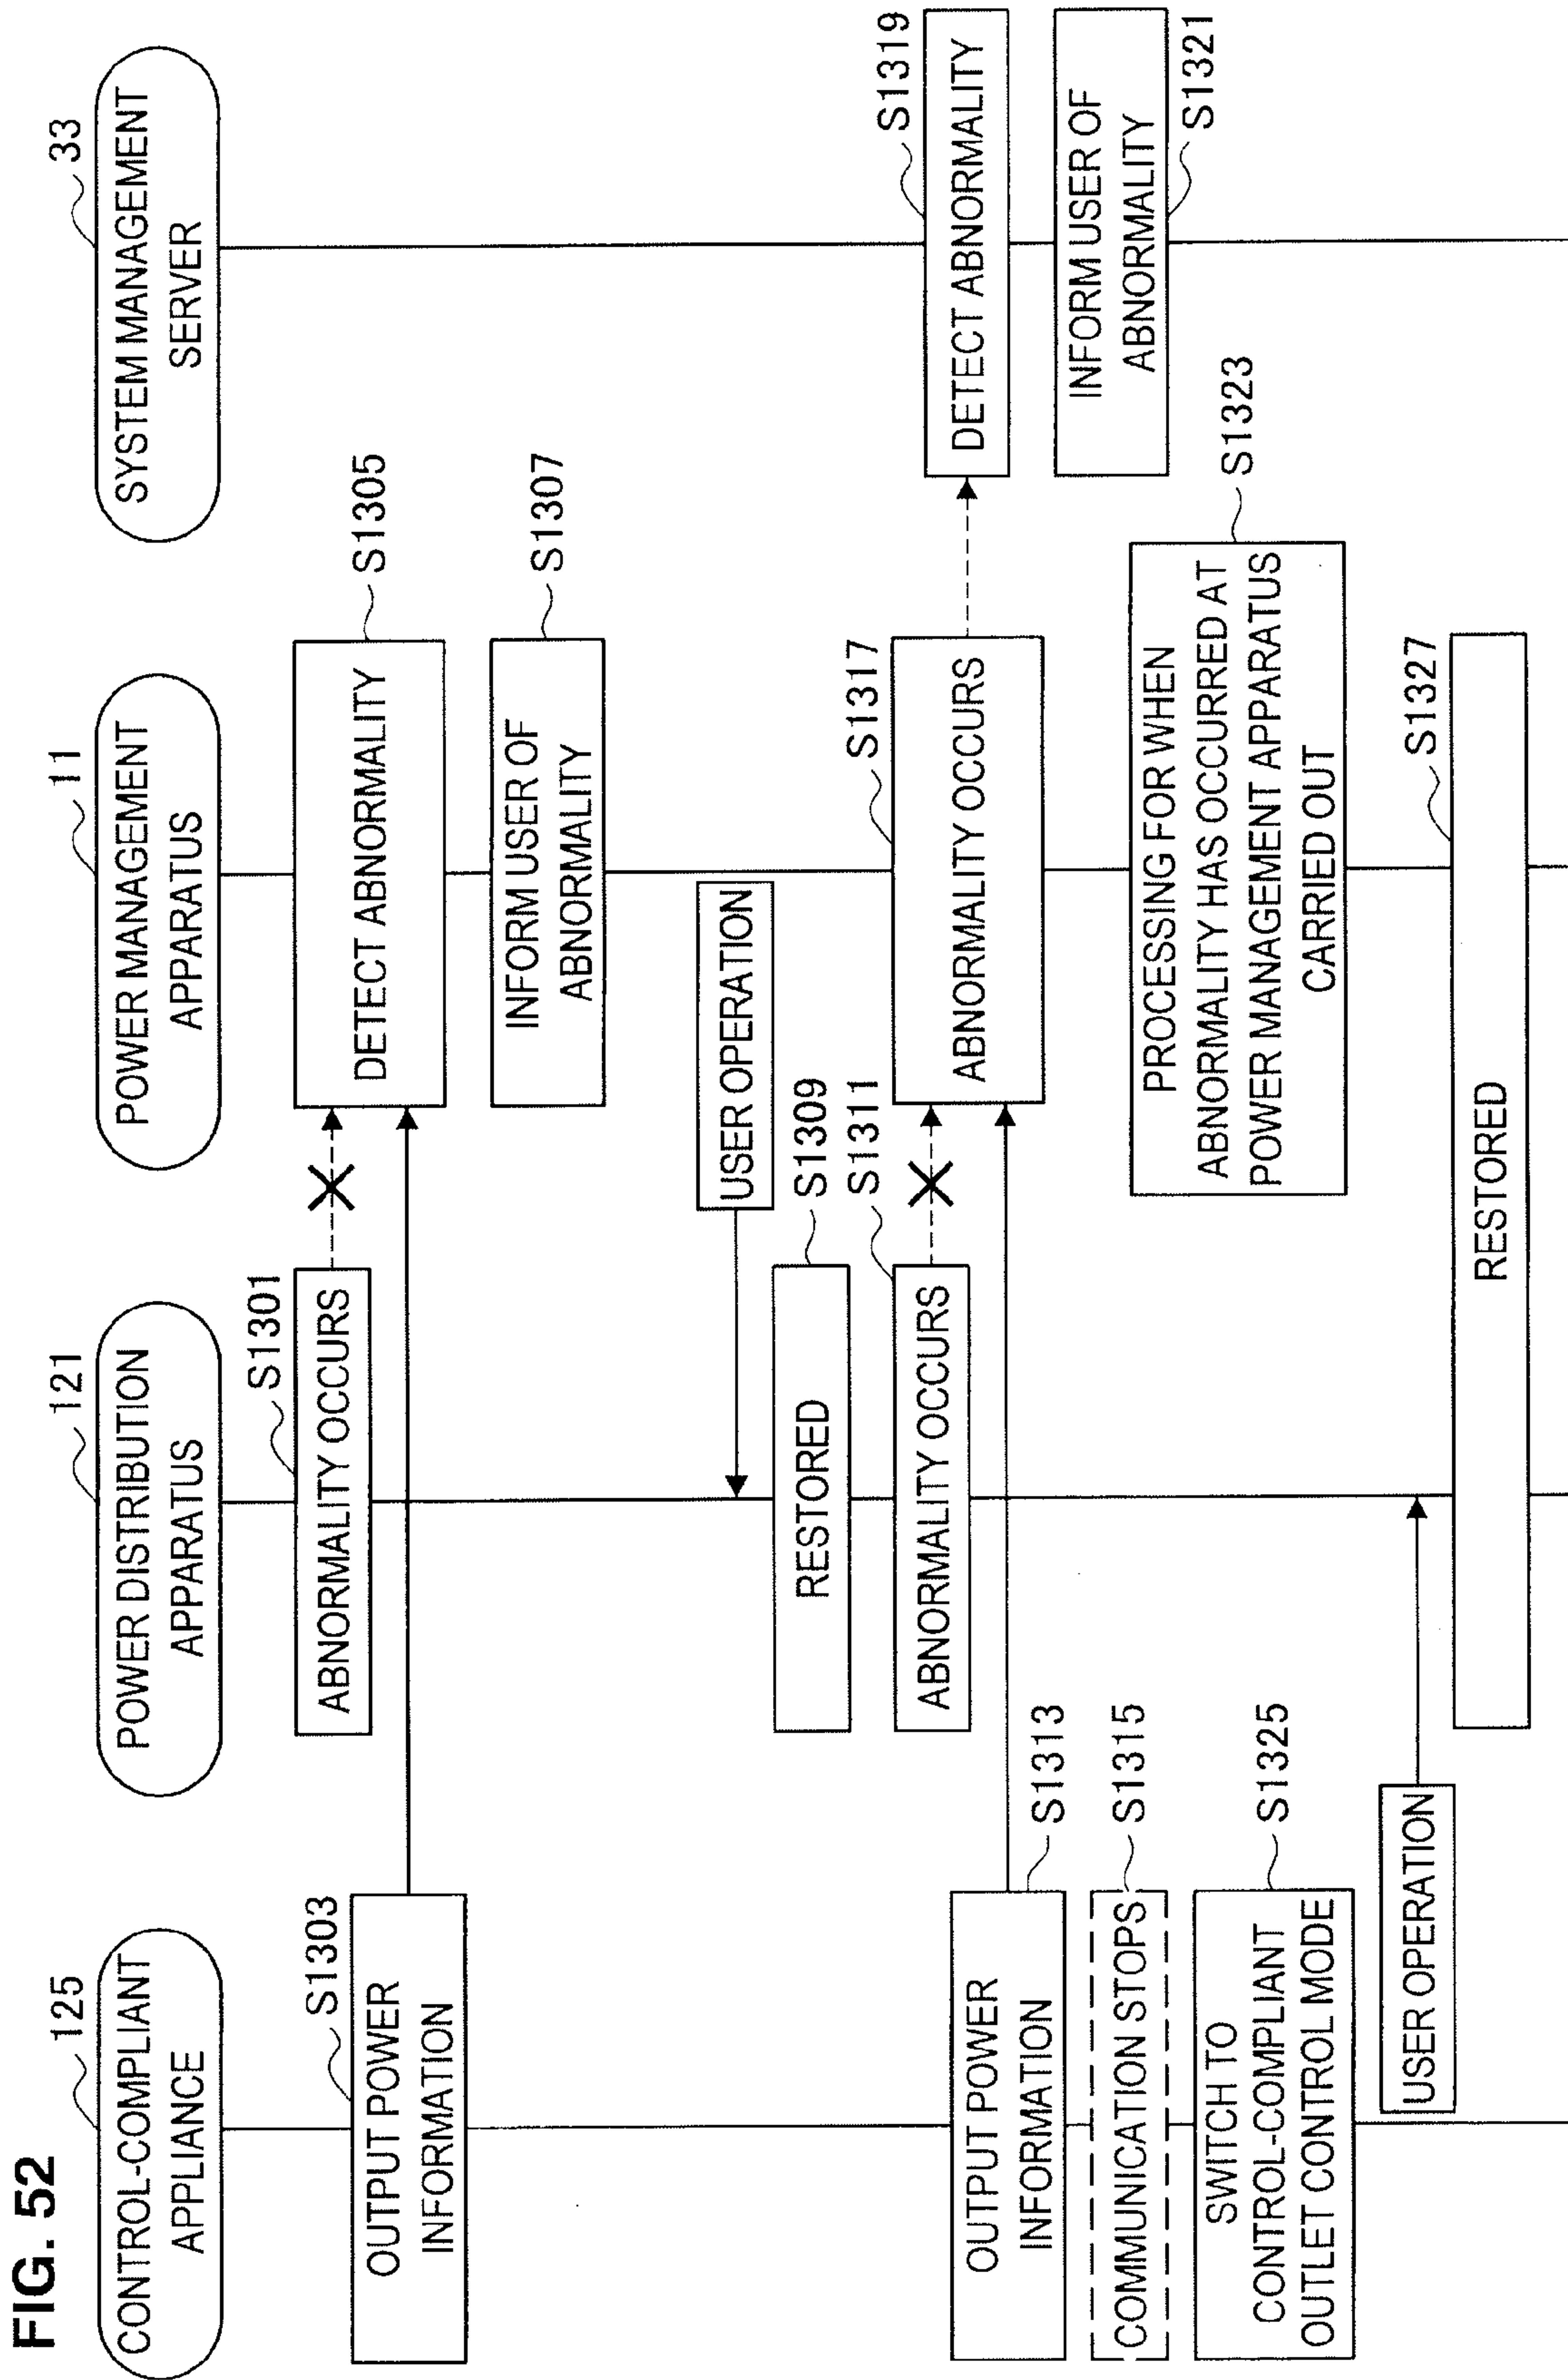 FIG. 52
125
CONTROL-COMPLIANT
APPLIANCE
121
POWER DISTRIBUTION
APPARATUS
11
POWER MANAGEMENT
APPARATUS
33
SYSTEM MANAGEMENT
SERVER
S1301
ABNORMALITY OCCURS
S1303
OUTPUT POWER
INFORMATION
S1305
DETECT ABNORMALITY
S1307
INFORM USER OF
ABNORMALITY
USER OPERATION
S1309
RESTORED
S1311
ABNORMALITY OCCURS
S1313
OUTPUT POWER
INFORMATION
S1315
COMMUNICATION STOPS
S1317
ABNORMALITY OCCURS
S1319
DETECT ABNORMALITY
S1321
INFORM USER OF
ABNORMALITY
S1323
PROCESSING FOR WHEN
ABNORMALITY HAS OCCURRED AT
POWER MANAGEMENT APPARATUS
CARRIED OUT
S1325
SWITCH TO
CONTROL-COMPLIANT
OUTLET CONTROL MODE
USER OPERATION
S1327
RESTORED